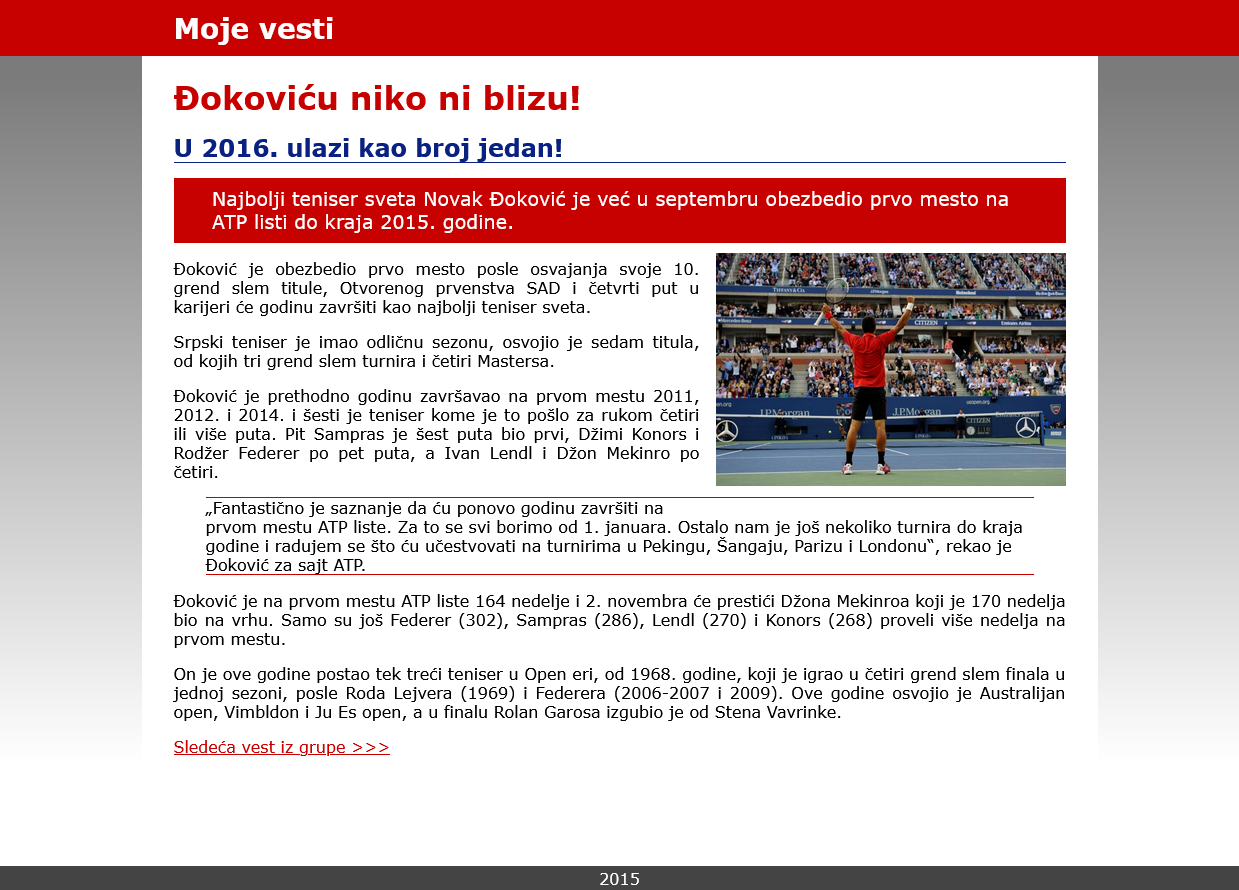 Moje vesti
Đokoviću niko ni blizu!
U 2016. ulazi kao broj jedan!
Najbolji teniser sveta Novak Đoković je već u septembru obezbedio prvo mesto na
ATP listi do kraja 2015. godine.
Đoković je obezbedio prvo mesto posle osvajanja svoje 10.
grend slem titule, Otvorenog prvenstva SAD i četvrti put u
karijeri će godinu završiti kao najbolji teniser sveta.
Srpski teniser je imao odličnu sezonu, osvojio je sedam titula,
od kojih tri grend slem turnira i četiri Mastersa.
Đoković je prethodno godinu završavao na prvom mestu 2011,
2012. i 2014. i šesti je teniser kome je to pošlo za rukom četiri
ili više puta. Pit Sampras je šest puta bio prvi, Džimi Konors i
Rodžer Federer po pet puta, a Ivan Lendl i Džon Mekinro po
četiri.
TIFFANY & CO.
Mercedes-Benz
CITIZEN
Emirates Airline
J.P.Morgan
J.P.Morgan
CITIZEN
„Fantastično je saznanje da ću ponovo godinu završiti na
prvom mestu ATP liste. Za to se svi borimo od 1. januara. Ostalo nam je još nekoliko turnira do kraja
godine i radujem se što ću učestvovati na turnirima u Pekingu, Šangaju, Parizu i Londonu“, rekao je
Đoković za sajt ATP.
Đoković je na prvom mestu ATP liste 164 nedelje i 2. novembra će prestići Džona Mekinroa koji je 170 nedelja
bio na vrhu. Samo su još Federer (302), Sampras (286), Lendl (270) i Konors (268) proveli više nedelja na
prvom mestu.
On je ove godine postao tek treći teniser u Open eri, od 1968. godine, koji je igrao u četiri grend slem finala u
jednoj sezoni, posle Roda Lejvera (1969) i Federera (2006-2007 i 2009). Ove godine osvojio je Australijan
open, Vimbldon i Ju Es open, a u finalu Rolan Garosa izgubio je od Stena Vavrinke.
Sledeća vest iz grupe >>>
2015